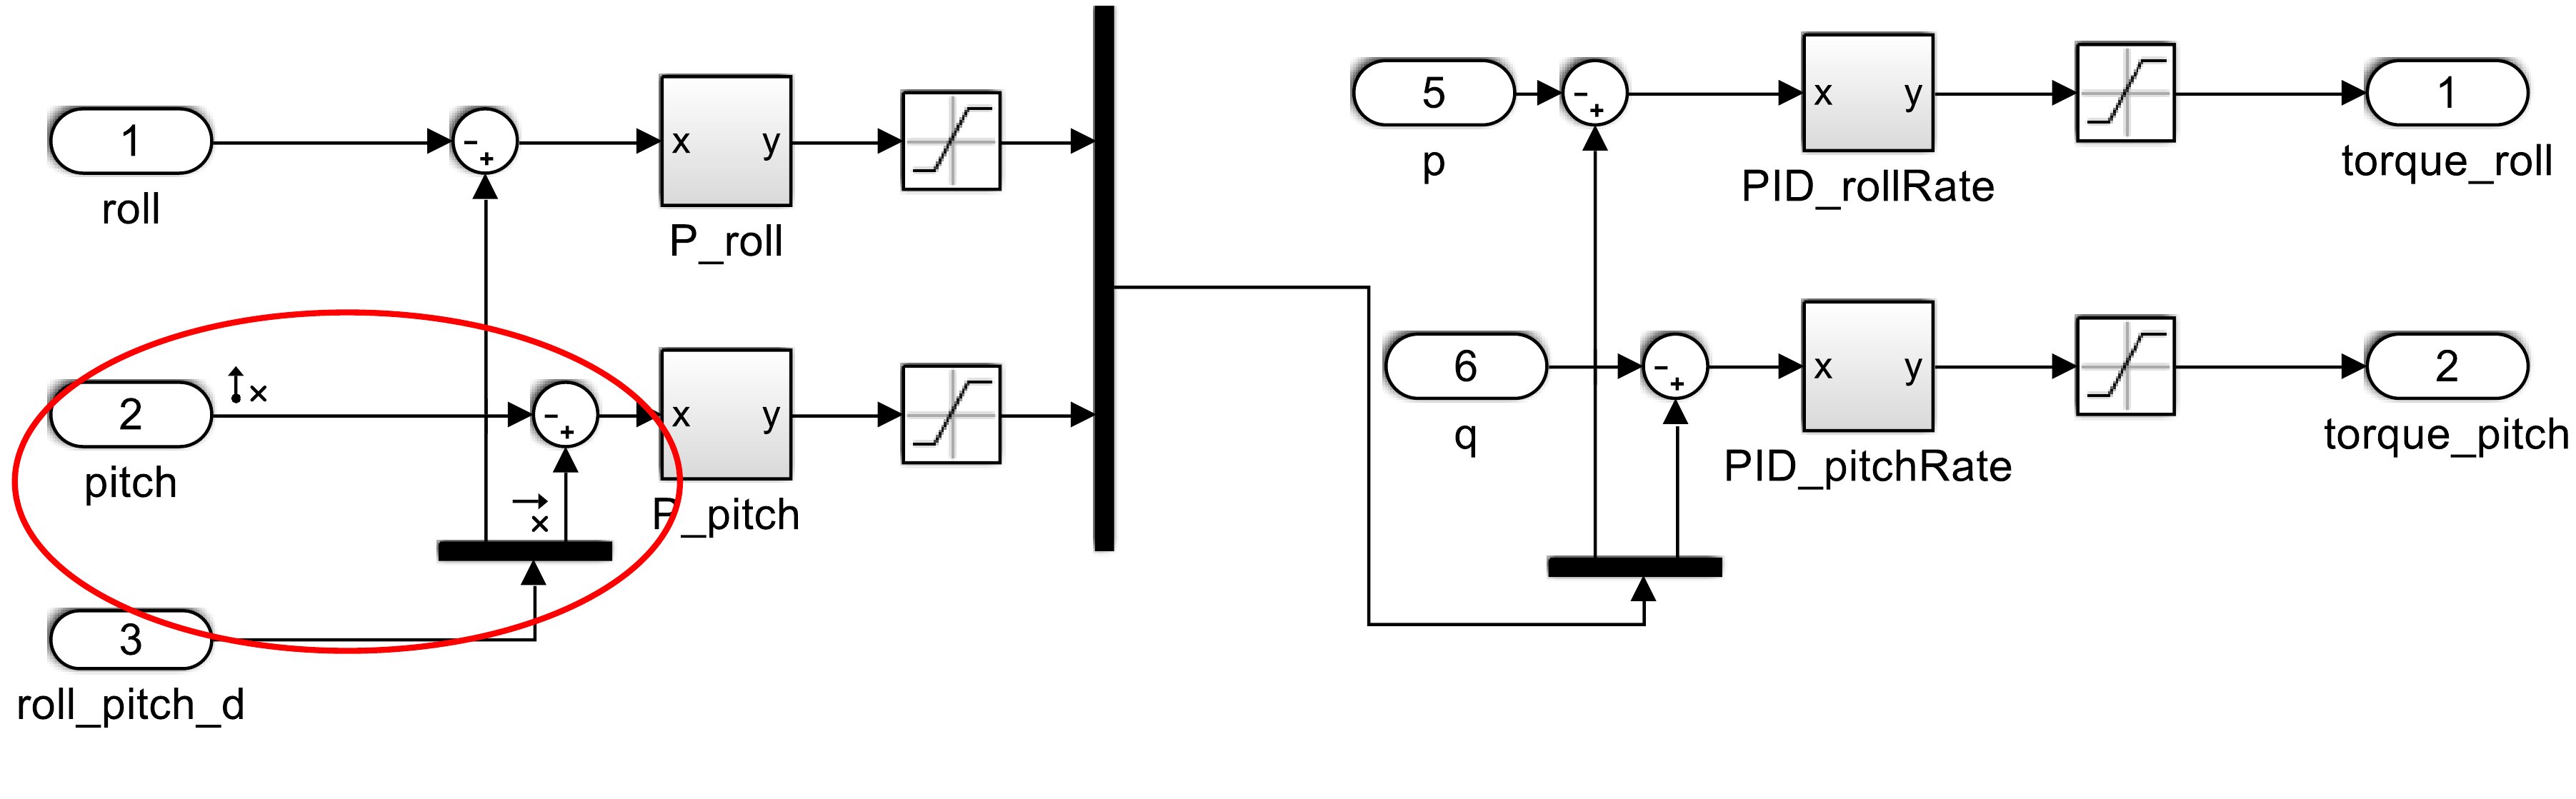 1
roll
- +
x y
P_roll
2
pitch
×
- +
x y
P_pitch
×
3
roll_pitch_d
5
p
- +
x y
PID_rollRate
1
torque_roll
6
q
- +
x y
PID_pitchRate
2
torque_pitch